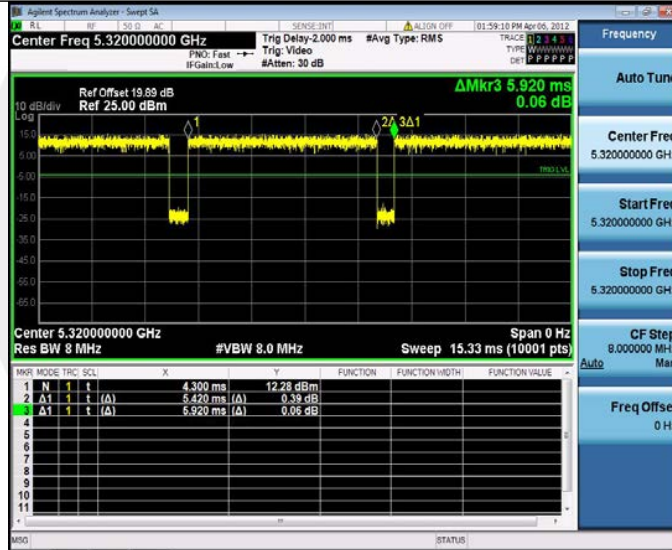 Agilent Spectrum Analyzer - Swept SA
RL RF 50 Ω AC SENSE:INT ALIGN OFF 01:59:10 PM Apr 06, 2012
Center Freq 5.320000000 GHz
PNO: Fast
IFGain:Low
Trig Delay-2.000 ms
Trig: Video
#Atten: 30 dB
#Avg Type: RMS
TRACE 1 2 3 4 5 6
TYPE WWWWWW
DET P P P P P P
Frequency
Auto Tune
ΔMkr3 5.920 ms
0.06 dB
Ref Offset 19.89 dB
10 dB/div Ref 25.00 dBm
Log
1 2Δ 3Δ1
15.0
5.00
-5.00
TRIG LVL
-15.0
-25.0
-35.0
-45.0
-55.0
-65.0
Center Freq
5.320000000 GH
Start Freq
5.320000000 GH
Stop Freq
5.320000000 GH
CF Step
8.000000 MH
Auto Man
Freq Offse
0 H
Center 5.320000000 GHz Span 0 Hz
Res BW 8 MHz #VBW 8.0 MHz Sweep 15.33 ms (10001 pts)
MKR MODE TRC SCL X Y FUNCTION FUNCTION WIDTH FUNCTION VALUE
1 N 1 t 4.300 ms 12.28 dBm
2 Δ1 1 t (Δ) 5.420 ms (Δ) 0.39 dB
3 Δ1 1 t (Δ) 5.920 ms (Δ) 0.06 dB
4
5
6
7
8
9
10
11
MSG STATUS